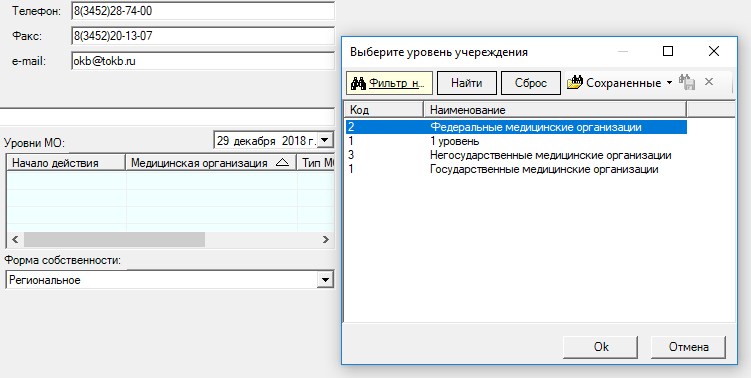 Телефон: 8(3452)28-74-00
Факс: 8(3452)20-13-07
e-mail: okb@tokb.ru
Уровни МО: 29 декабря 2018 г.
Начало действия Медицинская организация Тип МО
Форма собственности:
Региональное
Выберите уровень учереждения
Фильтр н... Найти Сброс Сохраненные
Код Наименование
2 Федеральные медицинские организации
1 1 уровень
3 Негосударственные медицинские организации
1 Государственные медицинские организации
Ok Отмена